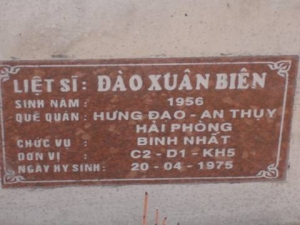 LIỆT SĨ : ĐÀO XUÂN BIÊN
SINH NĂM : 1956
QUÊ QUÁN : HƯNG ĐẠO - AN THỤY
HẢI PHÒNG
CHỨC VỤ : BINH NHẤT
ĐƠN VỊ : C2 - D1 - KH5
NGÀY HY SINH : 20 - 04 - 1975